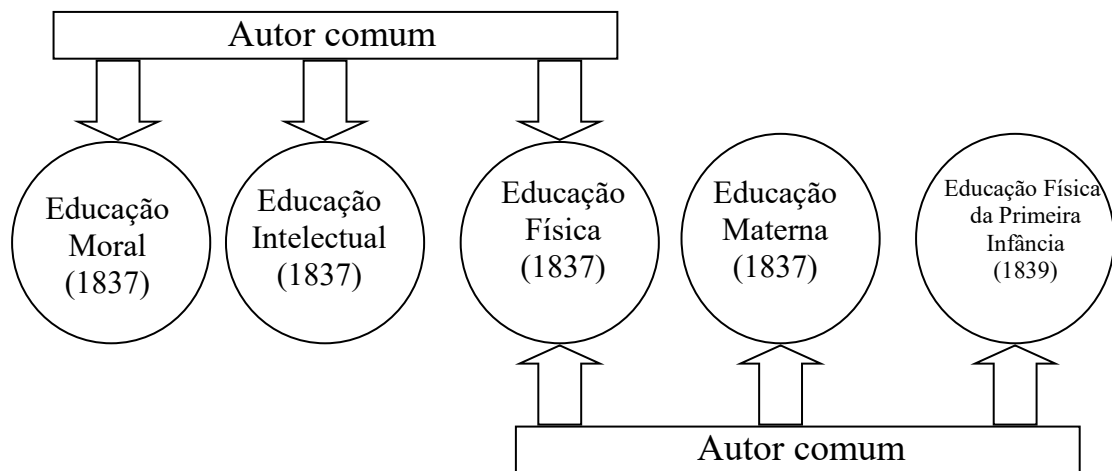 Autor comum
Educação
Moral
(1837)
Educação
Intelectual
(1837)
Educação
Física
(1837)
Educação
Materna
(1837)
Educação Física
da Primeira
Infância
(1839)
Autor comum